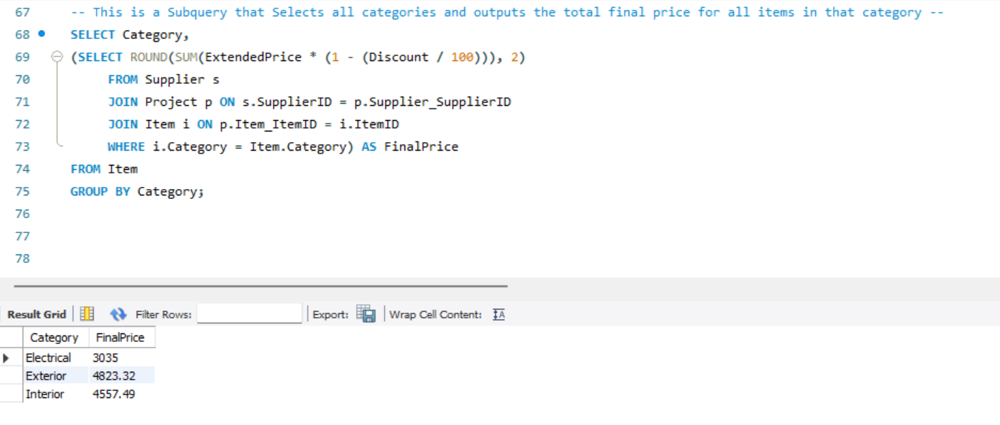 67 -- This is a Subquery that Selects all categories and outputs the total final price for all items in that category --
68 SELECT Category,
69 (SELECT ROUND(SUM(ExtendedPrice * (1 - (Discount / 100))), 2)
70 FROM Supplier s
71 JOIN Project p ON s.SupplierID = p.Supplier_SupplierID
72 JOIN Item i ON p.Item_ItemID = i.ItemID
73 WHERE i.Category = Item.Category) AS FinalPrice
74 FROM Item
75 GROUP BY Category;
76
77
78
Result Grid Filter Rows: Export: Wrap Cell Content: IA
Category FinalPrice
Electrical 3035
Exterior 4823.32
Interior 4557.49